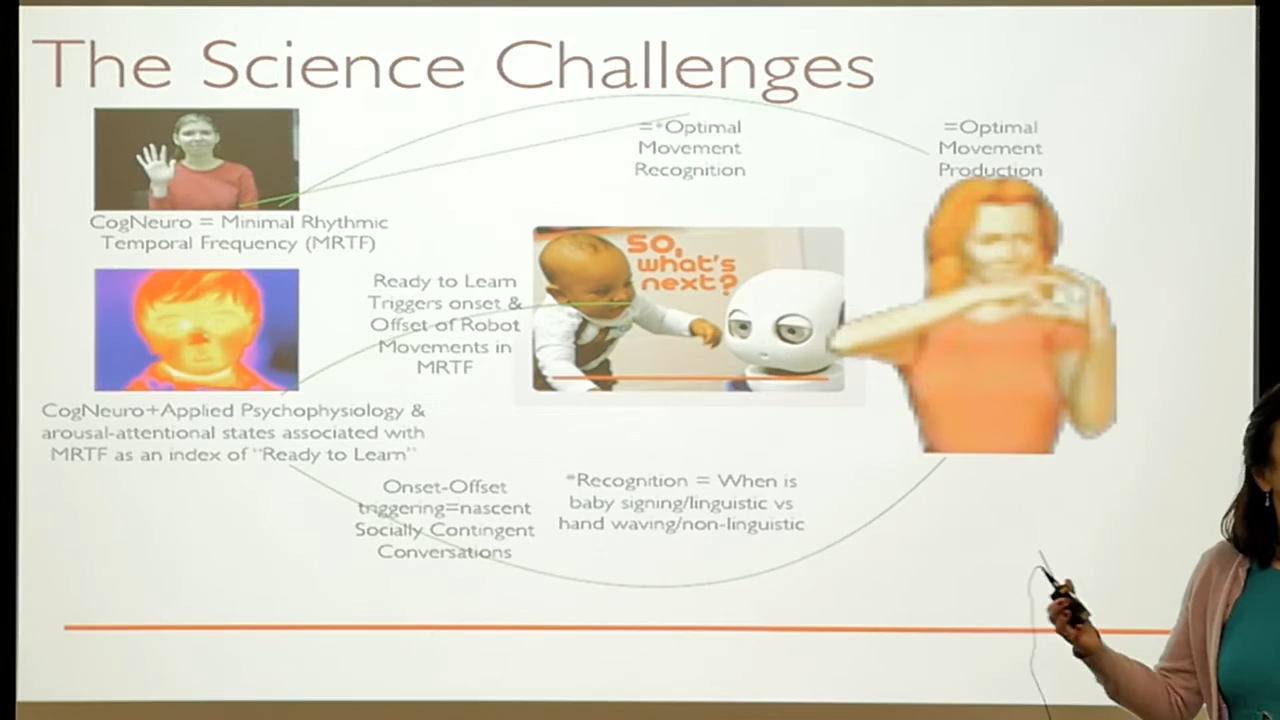 The Science Challenges
=*Optimal
Movement
Recognition
=Optimal
Movement
Production
CogNeuro = Minimal Rhythmic
Temporal Frequency (MRTF)
Ready to Learn
Triggers onset &
Offset of Robot
Movements in
MRTF
SO,
what's
next?
CogNeuro+Applied Psychophysiology &
arousal-attentional states associated with
MRTF as an index of "Ready to Learn"
Onset-Offset
triggering=nascent
Socially Contingent
Conversations
*Recognition = When is
baby signing/linguistic vs
hand waving/non-linguistic